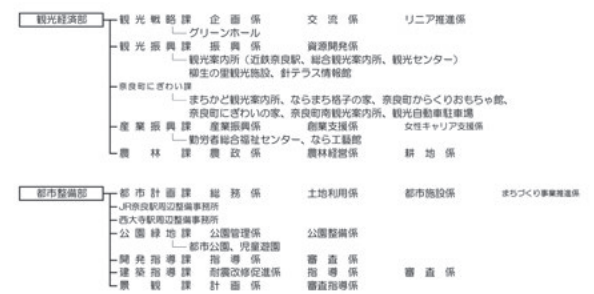 観光経済部 観光戦略課 企画係 交流係 リニア推進係
グリーンホール
観光振興課 振興係 資源開発係
観光案内所（近鉄奈良駅、総合観光案内所、観光センター）
柳生の里観光施設、針テラス情報館
奈良町にぎわい課
まちかど観光案内所、ならまち格子の家、奈良町からくりおもちゃ館、
奈良町にぎわいの家、奈良町南観光案内所、観光自動車駐車場
産業振興課 産業振興係 創業支援係 女性キャリア支援係
勤労者総合福祉センター、なら工藝館
農林課 農政係 農林経営係 耕地係
都市整備部 都市計画課 総務係 土地利用係 都市施設係 まちづくり事業推進係
JR奈良駅周辺整備事務所
西大寺駅周辺整備事務所
公園緑地課 公園管理係 公園整備係
都市公園、児童遊園
開発指導課 指導係 審査係
建築指導課 耐震改修促進係 指導係 審査係
景観課 計画係 審査指導係